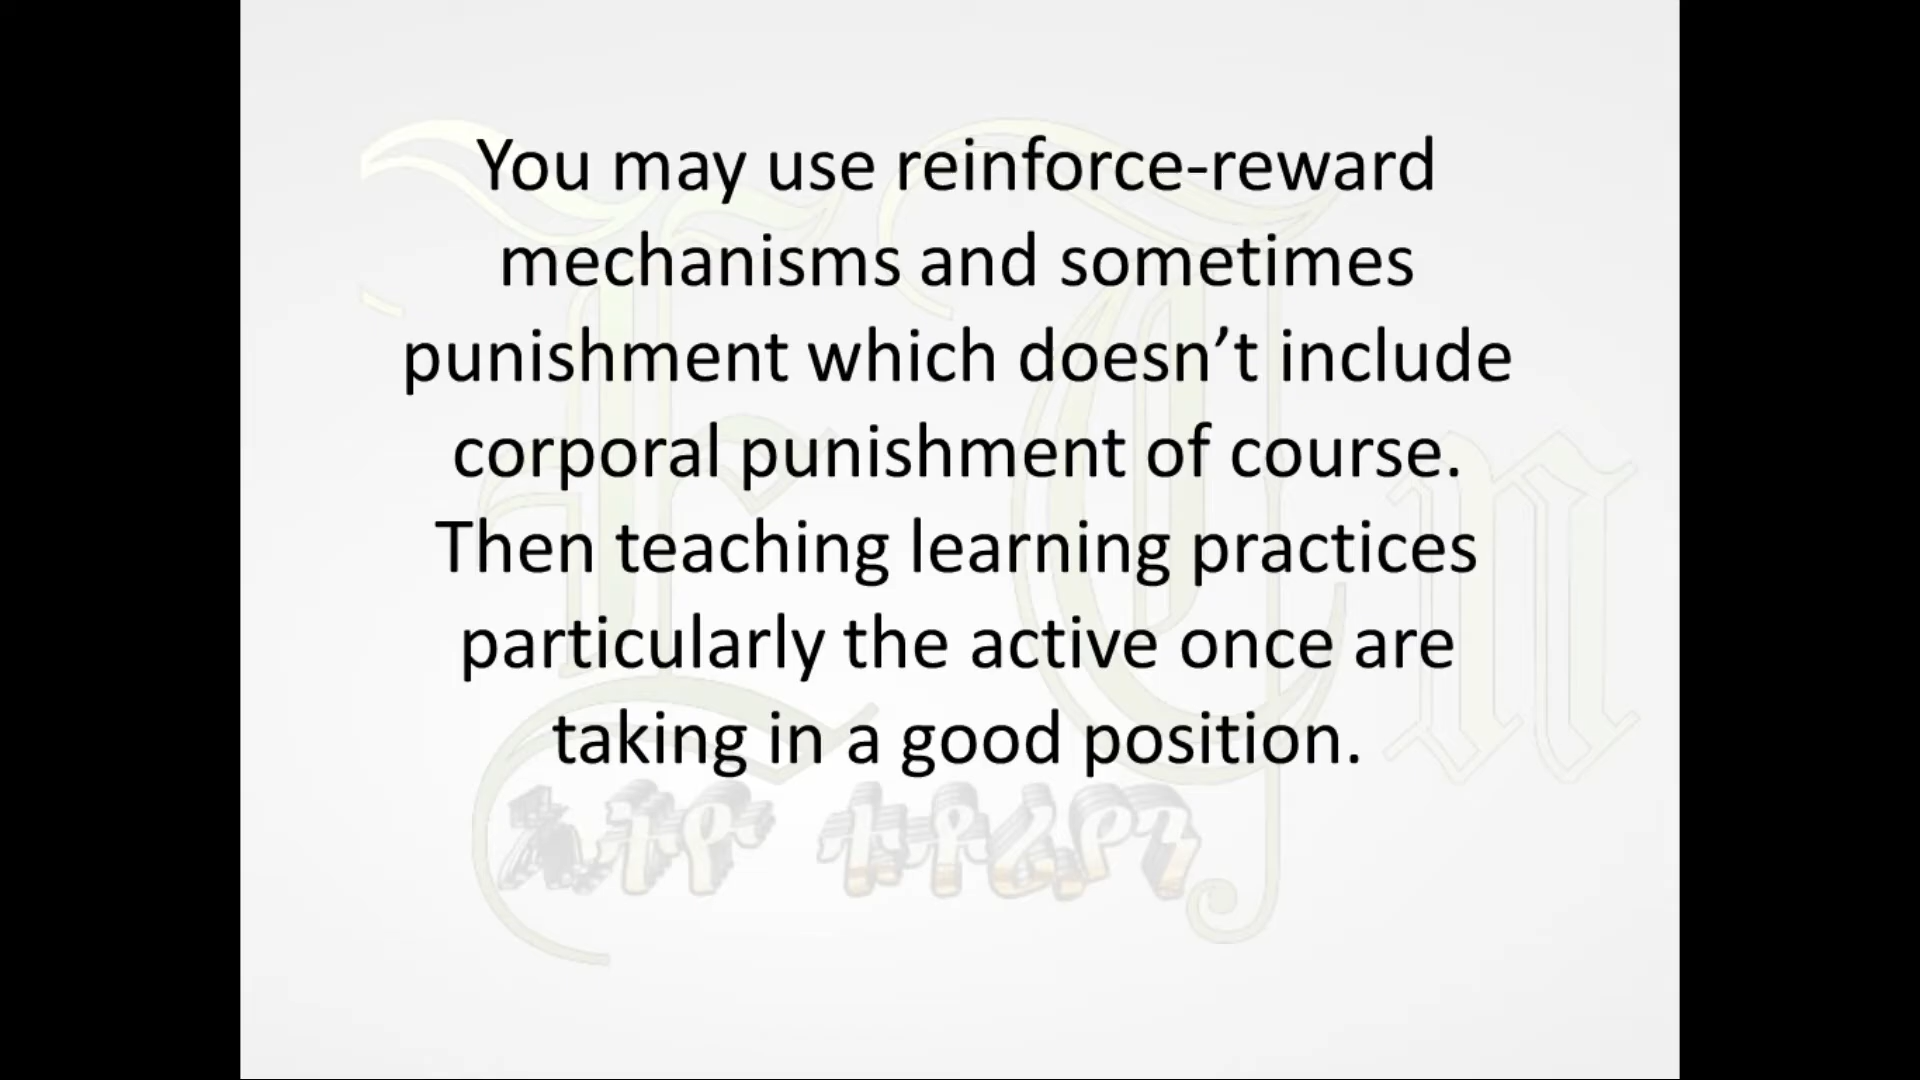 You may use reinforce-reward
mechanisms and sometimes
punishment which doesn’t include
corporal punishment of course.
Then teaching learning practices
particularly the active once are
taking in a good position.